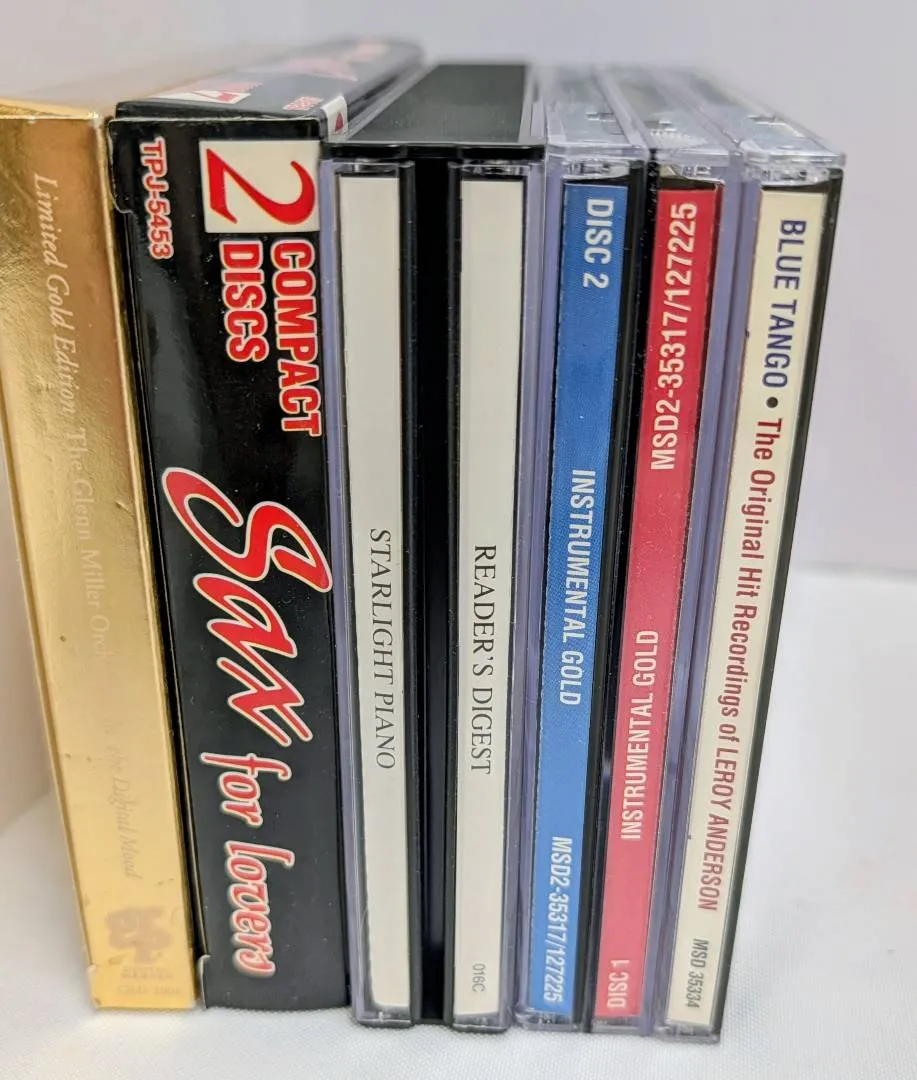 Limited Gold Edition The Glenn Miller Orch
Digital Mood
TPJ-5453
2 COMPACT
DISCS
Sax for lovers
STARLIGHT PIANO
READER'S DIGEST
016C
DISC 2
INSTRUMENTAL GOLD
MSD2-35317/127225
MSD2-35317/127225
INSTRUMENTAL GOLD
DISC 1
BLUE TANGO • The Original Hit Recordings of LEROY ANDERSON
MSD 35334